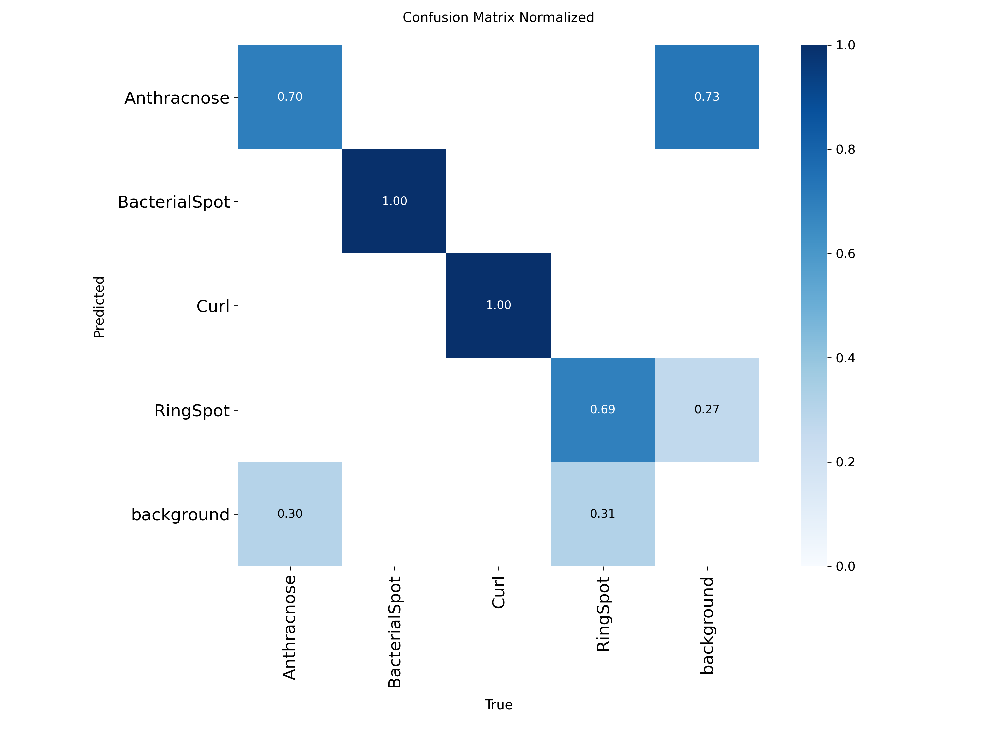 Confusion Matrix Normalized
Anthracnose
BacterialSpot
Curl
RingSpot
background
Predicted
0.70
0.73
1.00
1.00
0.69
0.27
0.30
0.31
Anthracnose
BacterialSpot
Curl
RingSpot
background
True
1.0
0.8
0.6
0.4
0.2
0.0